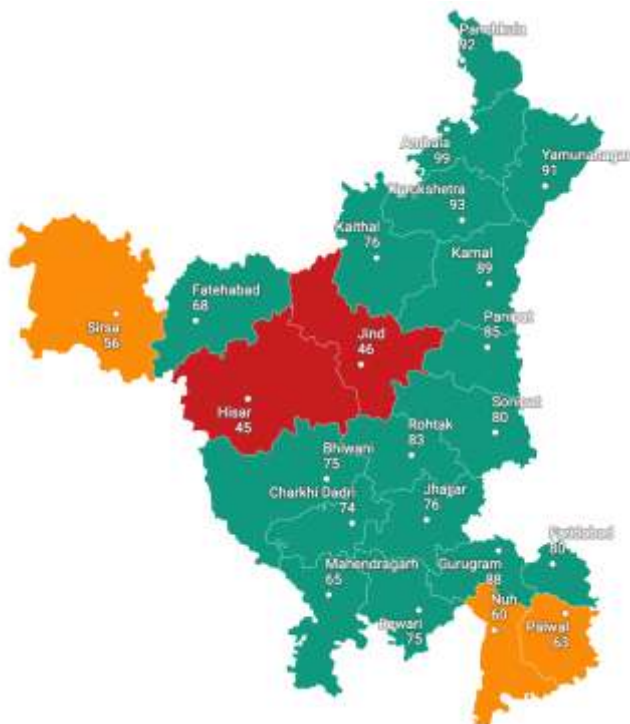 Panchkula
92
Ambala
99
Yamunanagar
91
Kurukshetra
93
Kaithal
76
Karnal
89
Fatehabad
68
Sirsa
56
Panipat
85
Jind
46
Hisar
45
Sonipat
80
Rohtak
83
Bhiwani
75
Charkhi Dadri
74
Jhajjar
76
Faridabad
80
Mahendragarh
65
Gurugram
88
Nuh
60
Rewari
75
Palwal
63